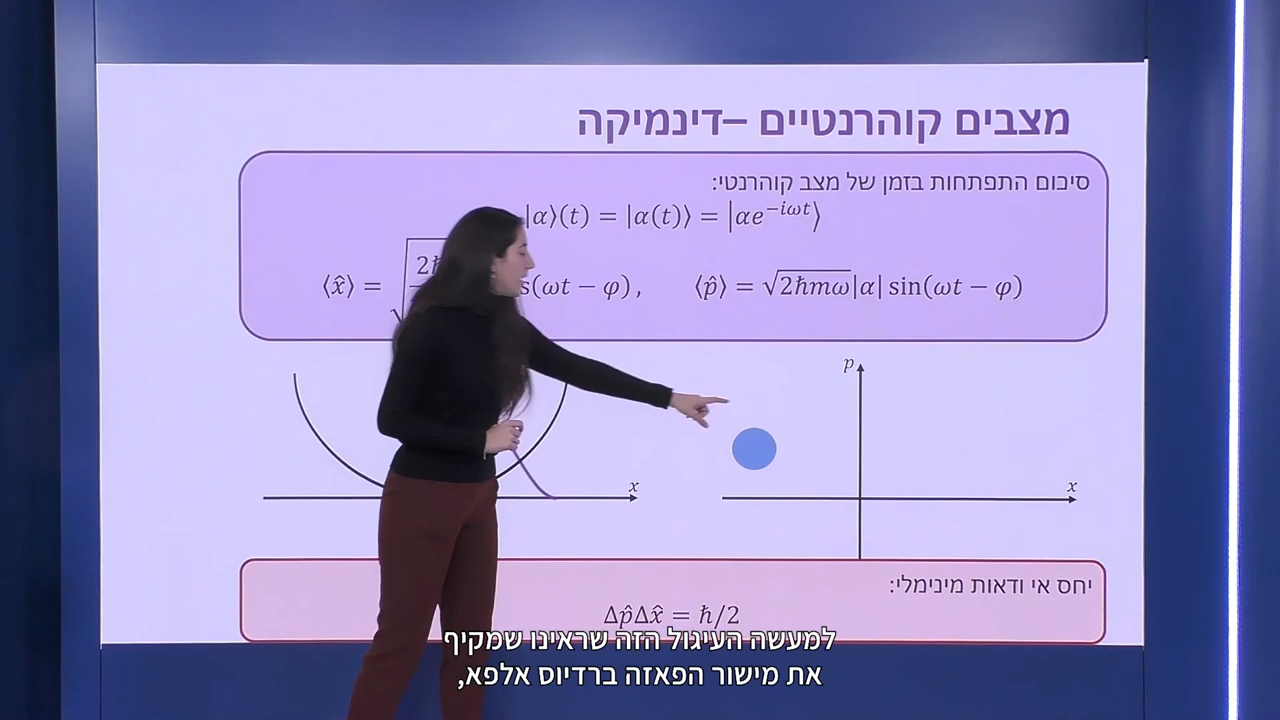 מצבים קוהרנטיים –דינמיקה
סיכום התפתחות בזמן של מצב קוהרנטי:
|α⟩(t) = |α(t)⟩ = |αe^{−iωt}⟩
⟨x̂⟩ = √2ħ s(ωt − φ), ⟨p̂⟩ = √2ħmω|α| sin(ωt − φ)
p
x
x
יחס אי ודאות מינימלי:
Δp̂Δx̂ = ħ/2
למעשה העיגול הזה שראינו שמקיף
את מישור הפאזה ברדיוס אלפא,